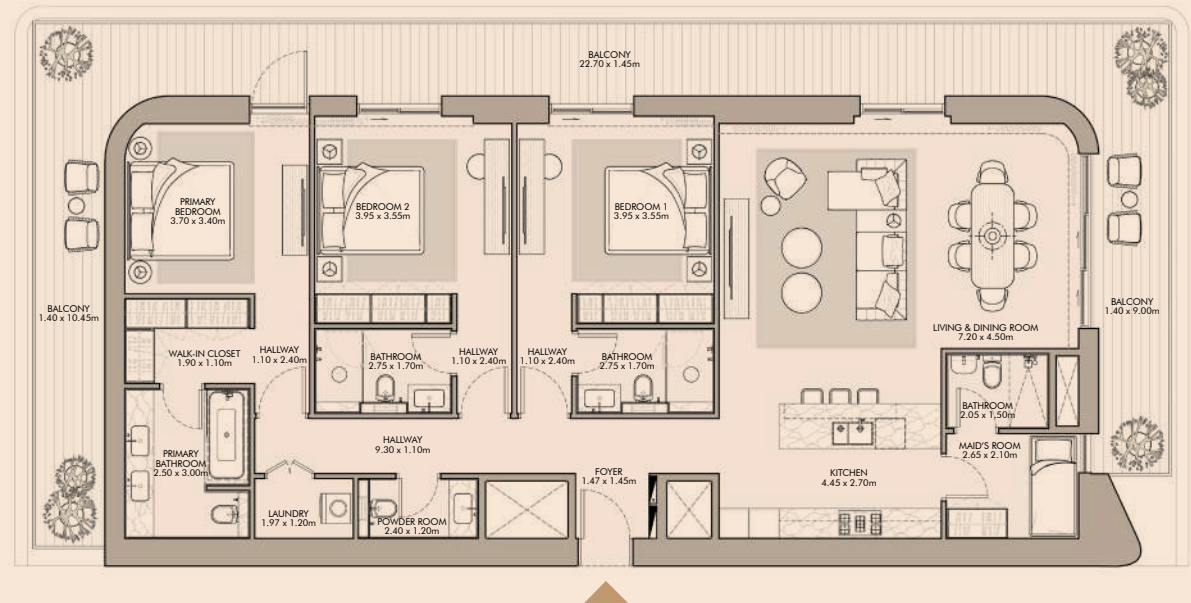 BALCONY
22.70 x 1.45m
PRIMARY
BEDROOM
3.70 x 3.40m
BEDROOM 2
3.95 x 3.55m
BEDROOM 1
3.95 x 3.55m
BALCONY
1.40 x 10.45m
BALCONY
1.40 x 9.00m
LIVING & DINING ROOM
7.20 x 4.50m
WALK-IN CLOSET
1.90 x 1.10m
HALLWAY
1.10 x 2.40m
BATHROOM
2.75 x 1.70m
HALLWAY
1.10 x 2.40m
HALLWAY
1.10 x 2.40m
BATHROOM
2.75 x 1.70m
BATHROOM
2.05 x 1.50m
HALLWAY
9.30 x 1.10m
MAID'S ROOM
2.65 x 2.10m
PRIMARY
BATHROOM
2.50 x 3.00m
FOYER
1.47 x 1.45m
KITCHEN
4.45 x 2.70m
LAUNDRY
1.97 x 1.20m
POWDER ROOM
2.40 x 1.20m